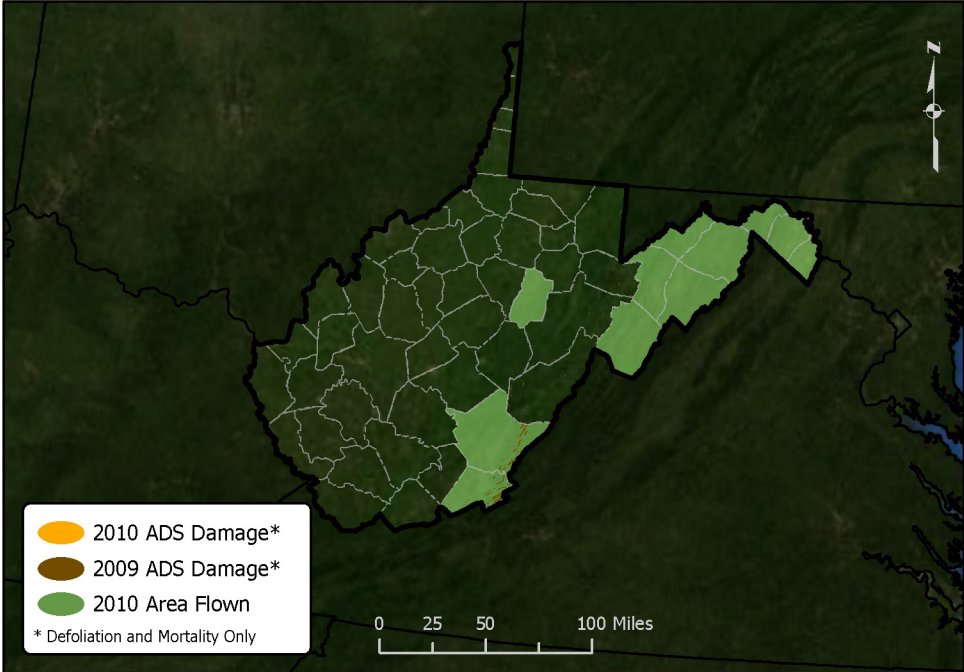 N
2010 ADS Damage*
2009 ADS Damage*
2010 Area Flown
* Defoliation and Mortality Only
0 25 50 100 Miles